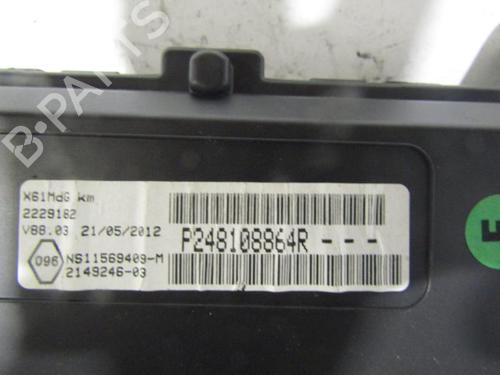 B-PARTS
X61MdG km
2229162
V88.03 21/05/2012
P248108864R - - -
096
NS11569409-M
2149246-03